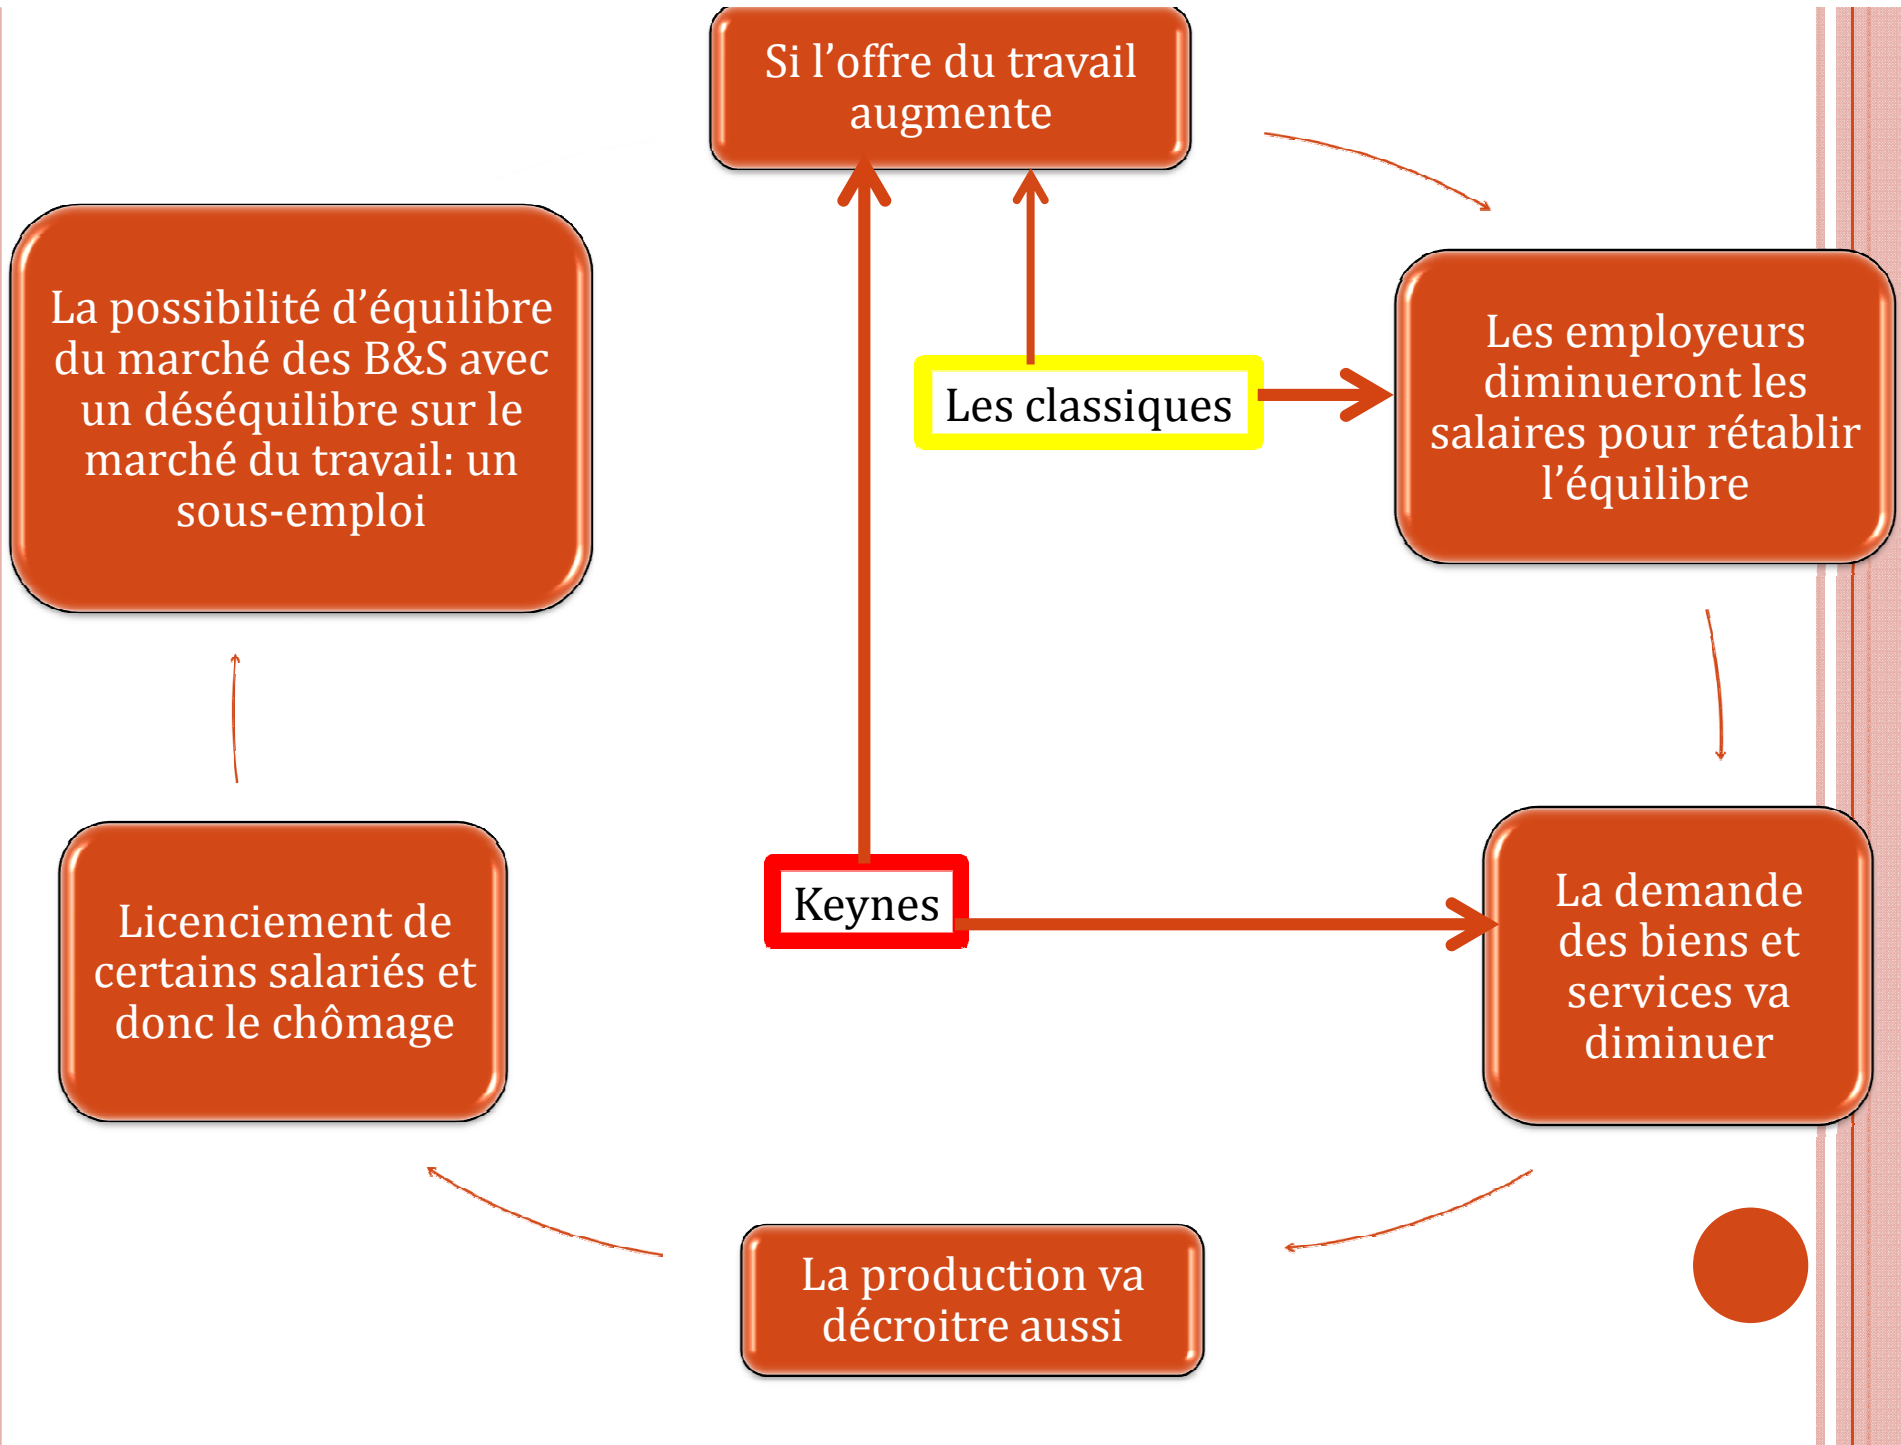 Si l’offre du travail
augmente
Les employeurs
diminueront les
salaires pour rétablir
l’équilibre
La demande
des biens et
services va
diminuer
La production va
décroitre aussi
Licenciement de
certains salariés et
donc le chômage
La possibilité d’équilibre
du marché des B&S avec
un déséquilibre sur le
marché du travail: un
sous-emploi
Les classiques
Keynes